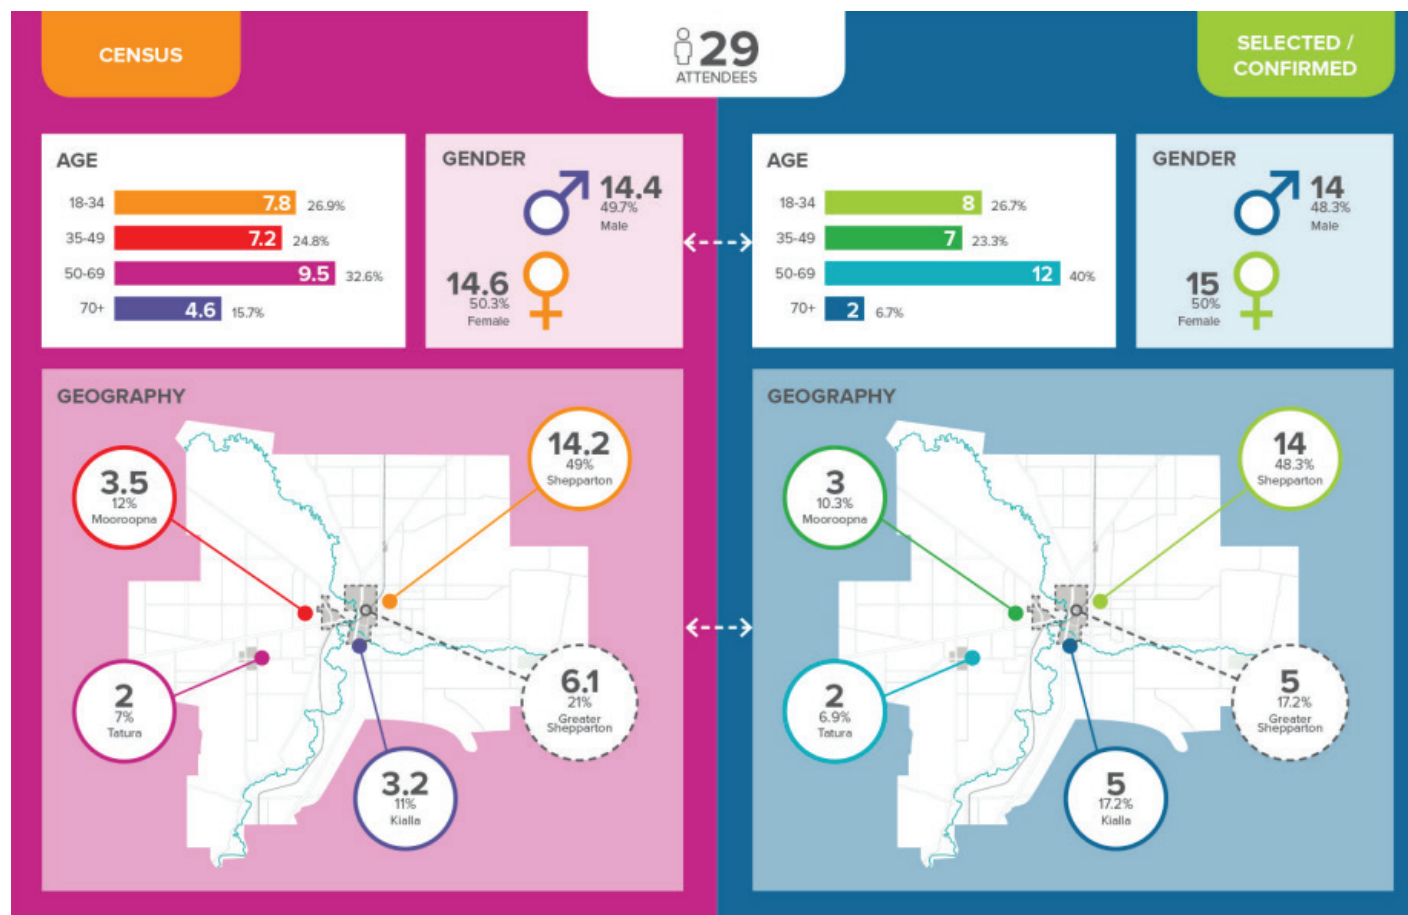 CENSUS
29
ATTENDEES
SELECTED /
CONFIRMED
AGE
18-34 7.8 26.9%
35-49 7.2 24.8%
50-69 9.5 32.6%
70+ 4.6 15.7%
GENDER
14.4
49.7%
Male
14.6
50.3%
Female
AGE
18-34 8 26.7%
35-49 7 23.3%
50-69 12 40%
70+ 2 6.7%
GENDER
14
48.3%
Male
15
50%
Female
GEOGRAPHY
14.2
49%
Shepparton
3.5
12%
Mooroopna
2
7%
Tatura
6.1
21%
Greater
Shepparton
3.2
11%
Kialla
GEOGRAPHY
14
48.3%
Shepparton
3
10.3%
Mooroopna
2
6.9%
Tatura
5
17.2%
Greater
Shepparton
5
17.2%
Kialla